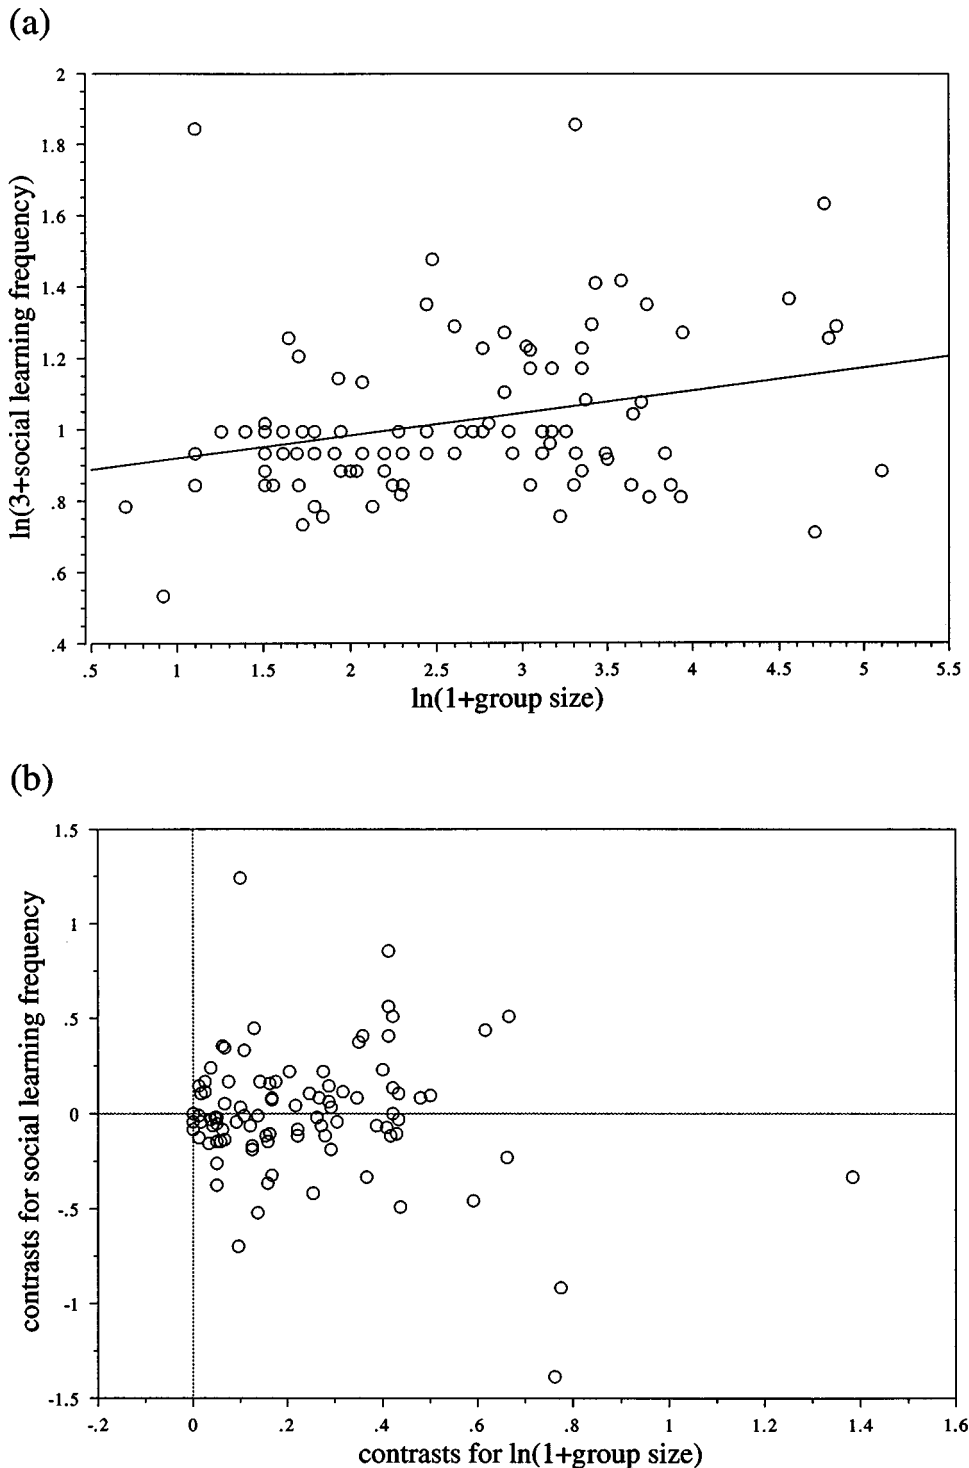 (a)
2
1.8
1.6
1.4
1.2
1
.8
.6
.4
ln(3+social learning frequency)
.5 1 1.5 2 2.5 3 3.5 4 4.5 5 5.5
ln(1+group size)
(b)
1.5
1
.5
0
-.5
-1
-1.5
contrasts for social learning frequency
-.2 0 .2 .4 .6 .8 1 1.2 1.4 1.6
contrasts for ln(1+group size)